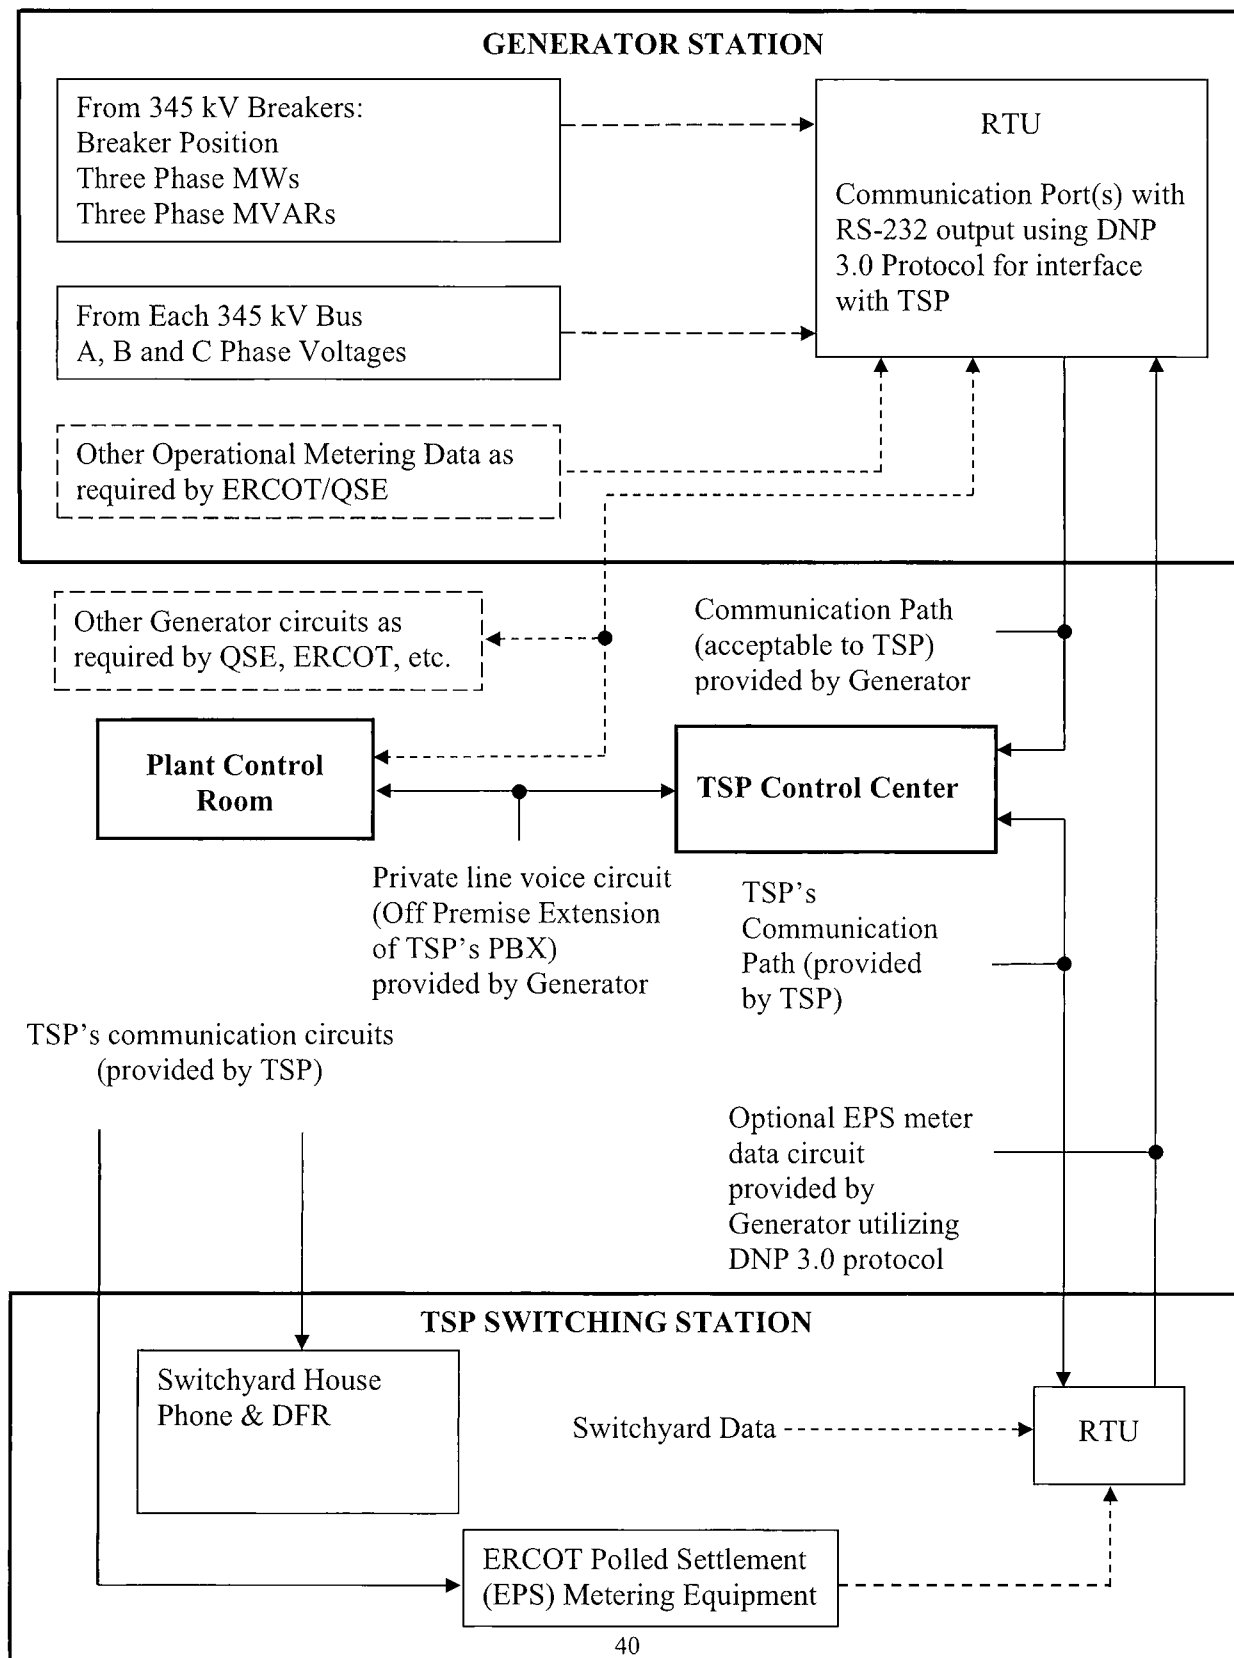 GENERATOR STATION
From 345 kV Breakers:
Breaker Position
Three Phase MWs
Three Phase MVARs
RTU
Communication Port(s) with
RS-232 output using DNP
3.0 Protocol for interface
with TSP
From Each 345 kV Bus
A, B and C Phase Voltages
Other Operational Metering Data as
required by ERCOT/QSE
Other Generator circuits as
required by QSE, ERCOT, etc.
Communication Path
(acceptable to TSP)
provided by Generator
Plant Control
Room
TSP Control Center
Private line voice circuit
(Off Premise Extension
of TSP’s PBX)
provided by Generator
TSP’s
Communication
Path (provided
by TSP)
TSP’s communication circuits
(provided by TSP)
Optional EPS meter
data circuit
provided by
Generator utilizing
DNP 3.0 protocol
TSP SWITCHING STATION
Switchyard House
Phone & DFR
Switchyard Data
RTU
ERCOT Polled Settlement
(EPS) Metering Equipment
40